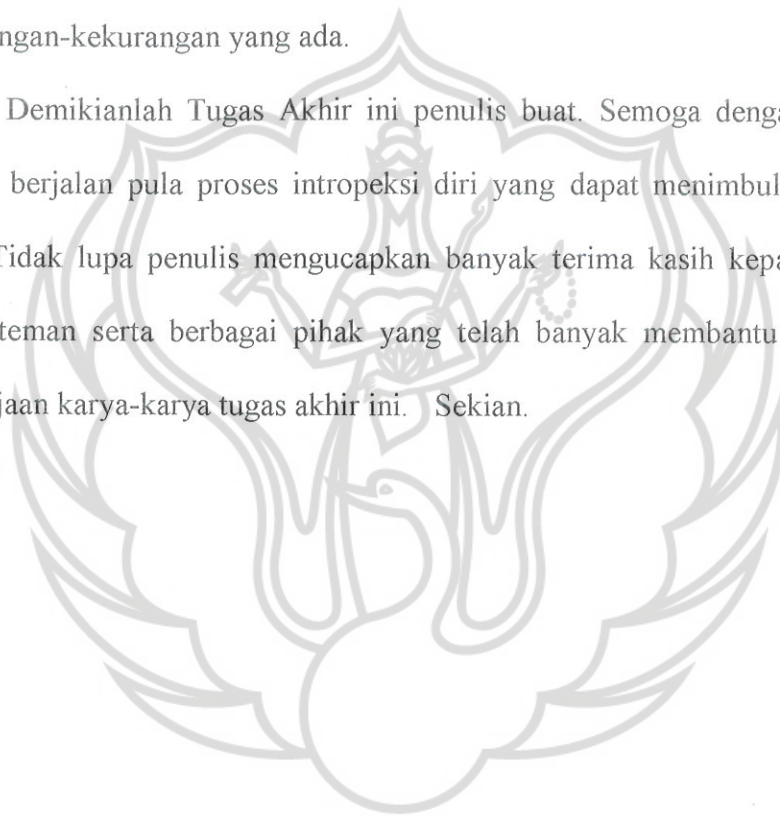 ngan-kekurangan yang ada.
Demikianlah Tugas Akhir ini penulis buat. Semoga denga
berjalan pula proses intropeksi diri yang dapat menimbul
Tidak lupa penulis mengucapkan banyak terima kasih kepa
teman serta berbagai pihak yang telah banyak membantu
jaan karya-karya tugas akhir ini. Sekian.